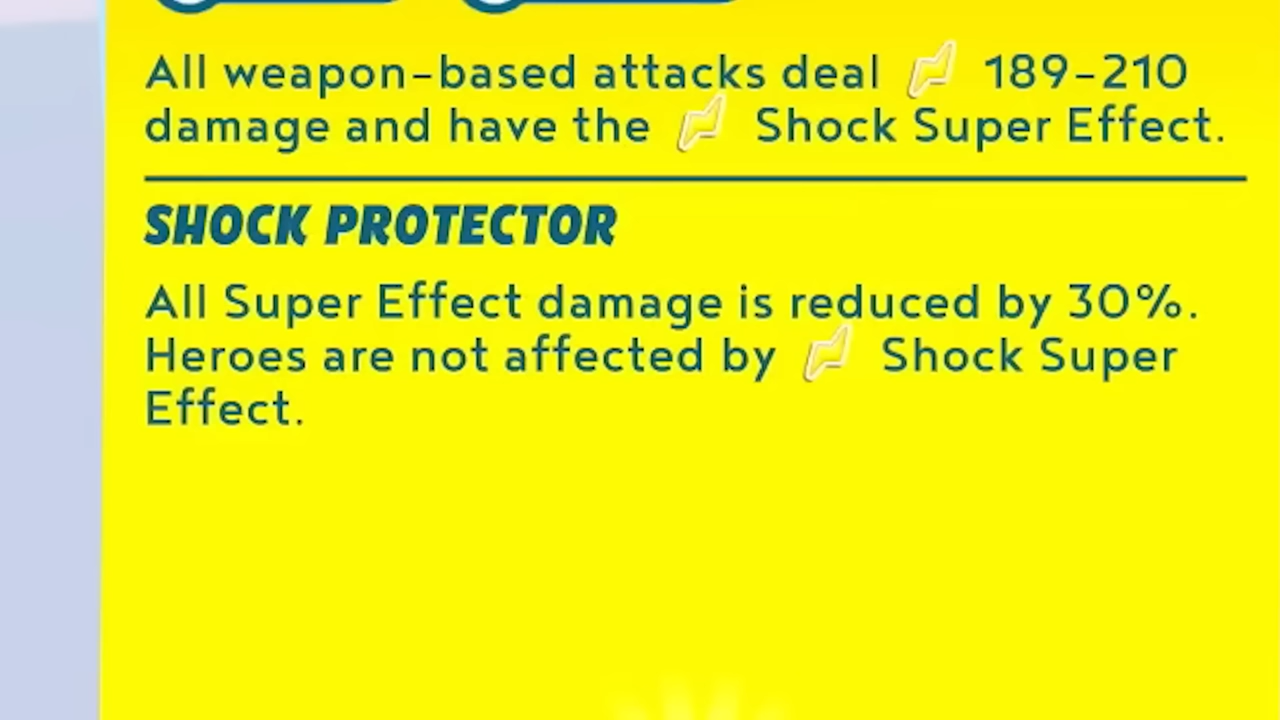 All weapon-based attacks deal 189-210
damage and have the Shock Super Effect.
SHOCK PROTECTOR
All Super Effect damage is reduced by 30%.
Heroes are not affected by Shock Super
Effect.